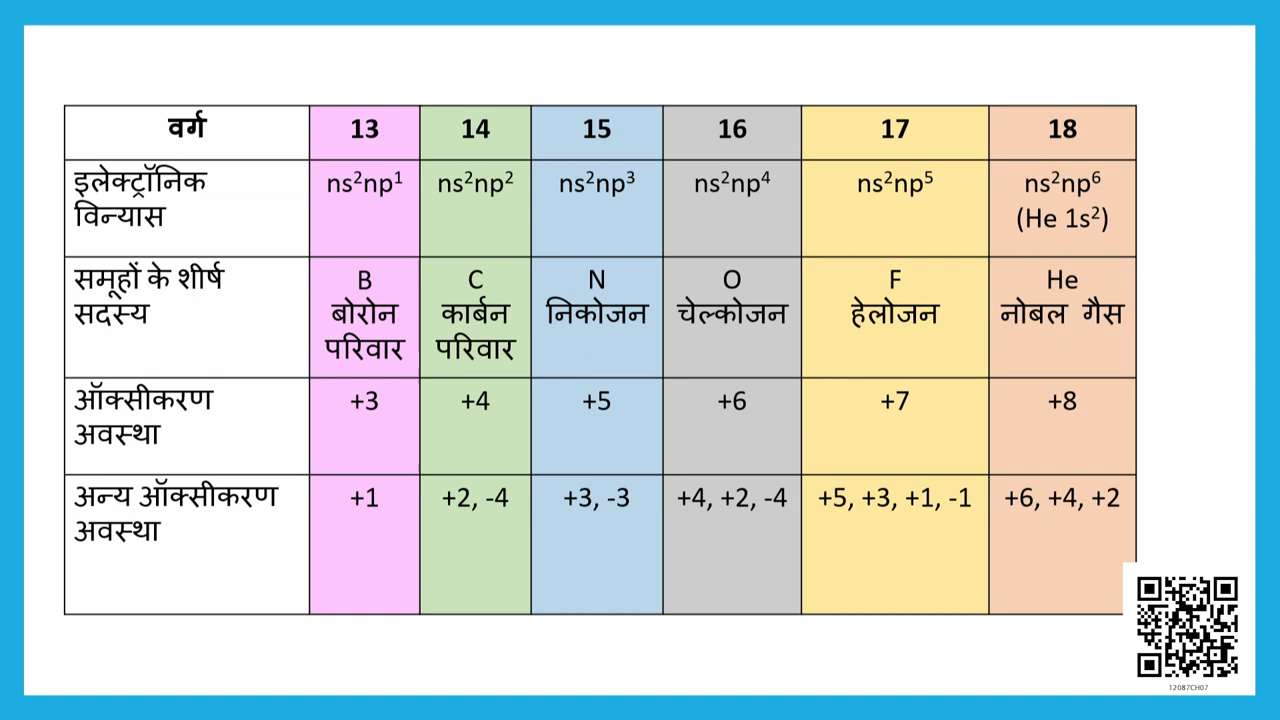 वर्ग 13 14 15 16 17 18
इलेक्ट्रॉनिक ns²np¹ ns²np² ns²np³ ns²np⁴ ns²np⁵ ns²np⁶
विन्यास (He 1s²)
समूहों के शीर्ष B C N O F He
सदस्य बोरोन कार्बन निकोजन चेल्कोजन हेलोजन नोबल गैस
परिवार परिवार
ऑक्सीकरण +3 +4 +5 +6 +7 +8
अवस्था
अन्य ऑक्सीकरण +1 +2, -4 +3, -3 +4, +2, -4 +5, +3, +1, -1 +6, +4, +2
अवस्था
12087CH07